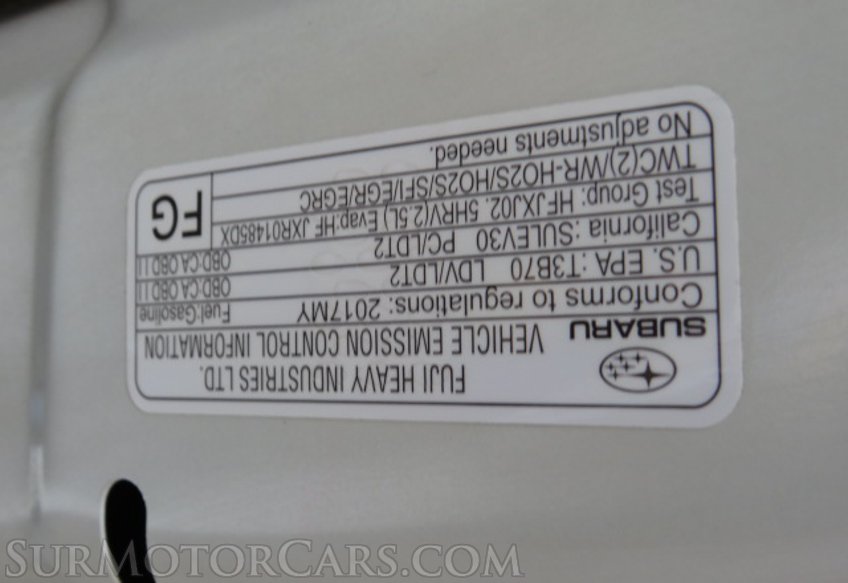 FUJI HEAVY INDUSTRIES LTD.
SUBARU VEHICLE EMISSION CONTROL INFORMATION
Conforms to regulations: 2017MY Fuel:Gasoline
U.S. EPA: T3B70 LDV/LDT2 OBD:CA OBD II
California :SULEV30 PC/LDT2 OBD:CA OBD II
Test Group: HFJXJ02. 5HRV(2.5L) Evap:HF JXR01485DX
TWC(2)/WR-HO2S/HO2S/SFI/EGR/EGRC
No adjustments needed.
FG
SURMOTORCARS.COM